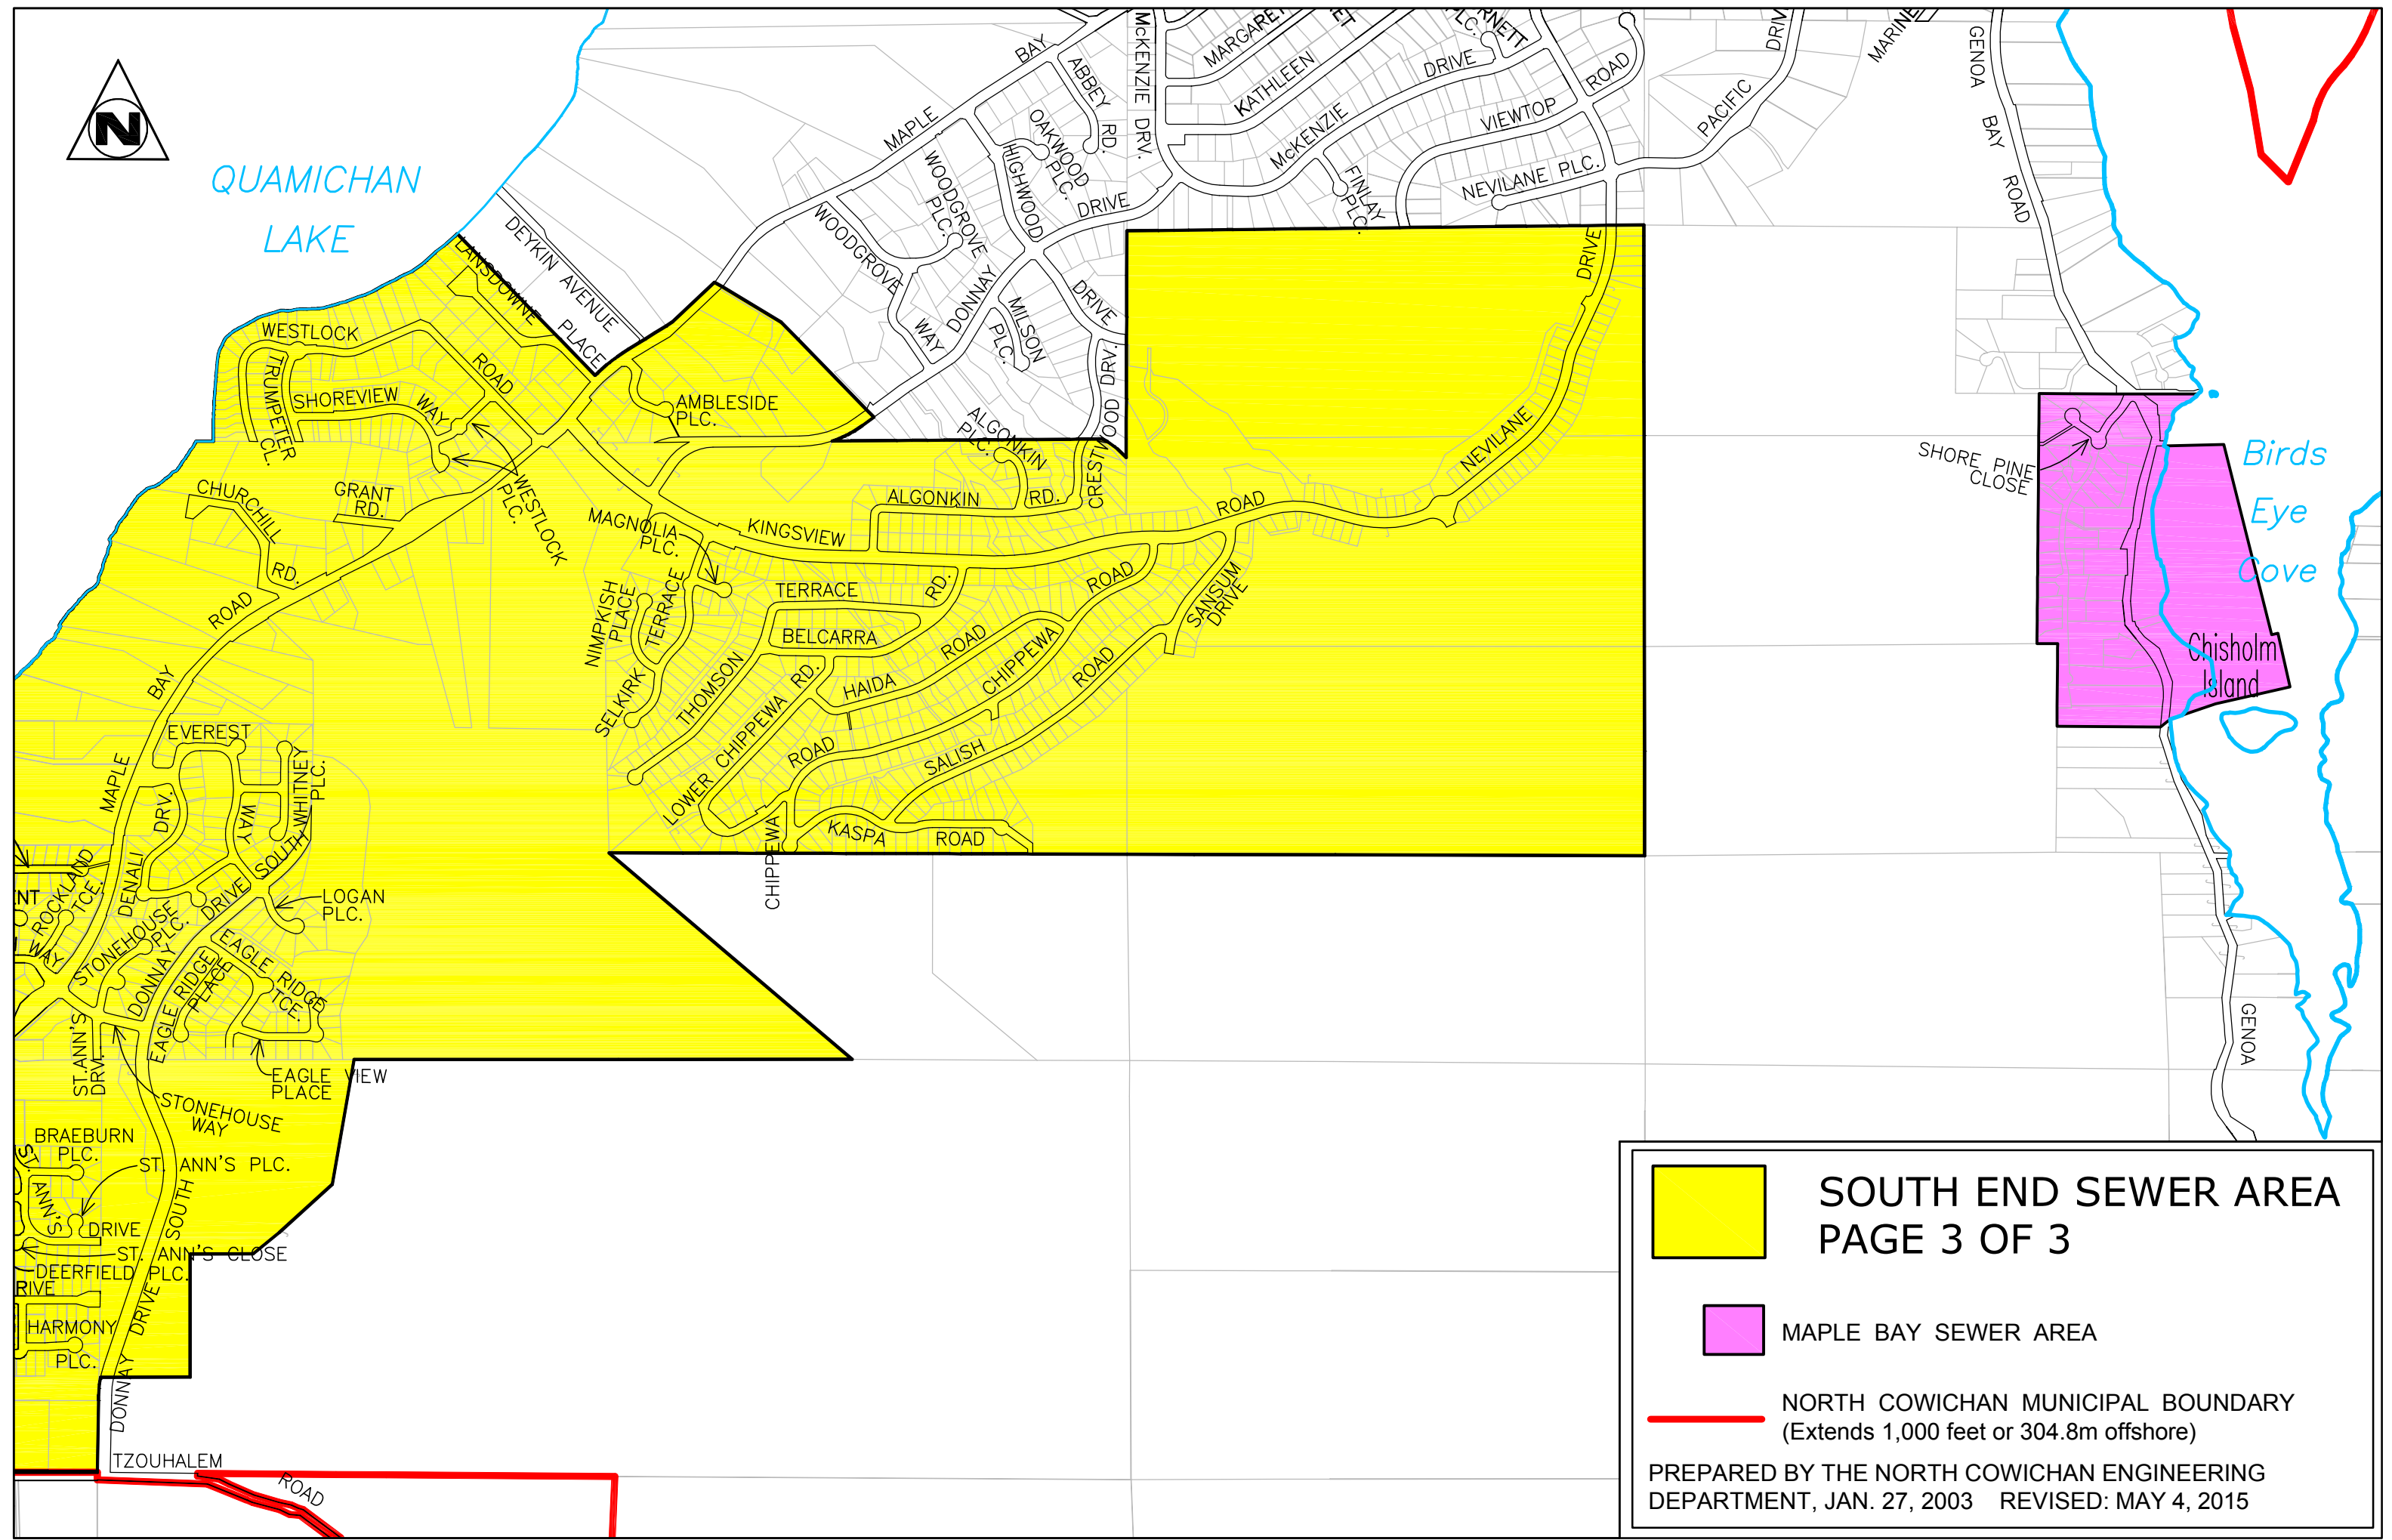 N
QUAMICHAN
LAKE
MAPLE
BAY
ABBEY
RD.
McKENZIE DRV.
MARGARET
KATHLEEN
McKENZIE
DRIVE
VIEWTOP
ROAD
NEVILANE PLC.
FINLAY
PLC.
PACIFIC
MARINE
GENOA
BAY
ROAD
OAKWOOD
PLC.
HIGHWOOD
DRIVE
WOODGROVE
PLC.
WOODGROVE
WAY
DONNAY
DRIVE
MILSON
PLC.
DEYKIN AVENUE
LANSDOWNE
PLACE
WESTLOCK
ROAD
TRUMPETER
CL.
SHOREVIEW
WAY
AMBLESIDE
PLC.
ALGONKIN
PLC.
CRESTWOOD DRV.
DRIVE
NEVILANE
SHORE PINE
CLOSE
Birds
Eye
Cove
Chisholm
Island
CHURCHILL
RD.
GRANT
RD.
WESTLOCK
PLC.
MAGNOLIA
PLC.
KINGSVIEW
ROAD
ALGONKIN
RD.
NIMPKISH
PLACE
TERRACE
SELKIRK
TERRACE
RD.
BELCARRA
THOMSON
LOWER CHIPPEWA RD.
HAIDA
ROAD
CHIPPEWA
ROAD
SANSUM
DRIVE
SALISH
ROAD
ROAD
CHIPPEWA
KASPA
ROAD
ROAD
BAY
MAPLE
EVEREST
WAY
WHITNEY
PLC.
DENALI
DRV.
ROCKLAND
TCE.
WAY
STONEHOUSE
PLC.
DONNAY
DRIVE
SOUTH
LOGAN
PLC.
EAGLE RIDGE
PLACE
EAGLE RIDGE
TCE.
ST.ANN'S
DRV.
EAGLE VIEW
PLACE
STONEHOUSE
WAY
BRAEBURN
PLC.
ST. ANN'S PLC.
ST.
ANN'S
DRIVE
ST. ANN'S CLOSE
DEERFIELD PLC.
RIVE
HARMONY
PLC.
DONNAY
DRIVE
SOUTH
TZOUHALEM
ROAD
GENOA
SOUTH END SEWER AREA
PAGE 3 OF 3
MAPLE BAY SEWER AREA
NORTH COWICHAN MUNICIPAL BOUNDARY
(Extends 1,000 feet or 304.8m offshore)
PREPARED BY THE NORTH COWICHAN ENGINEERING
DEPARTMENT, JAN. 27, 2003 REVISED: MAY 4, 2015